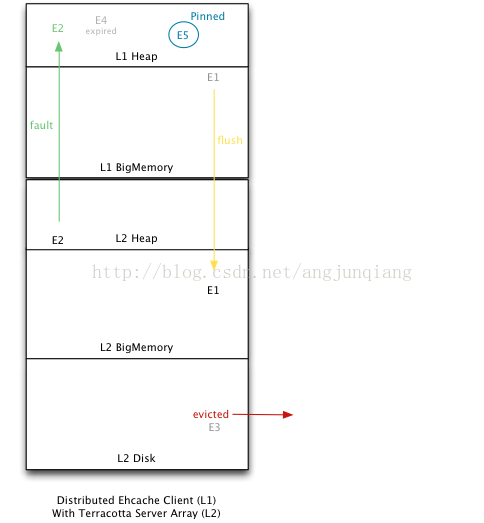 Pinned
E2
E4
expired
E5
L1 Heap
E1
fault
flush
L1 BigMemory
E2
L2 Heap
http://blog.csdn.net/angjunqiang
E1
L2 BigMemory
evicted
E3
L2 Disk
Distributed Ehcache Client (L1)
With Terracotta Server Array (L2)